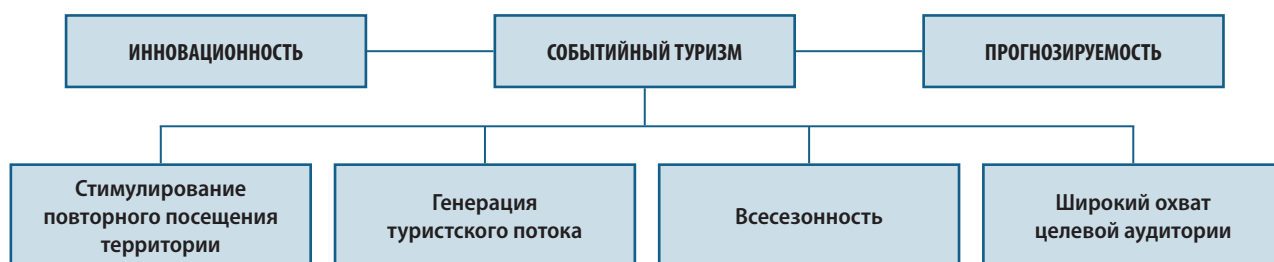 ИННОВАЦИОННОСТЬ
СОБЫТИЙНЫЙ ТУРИЗМ
ПРОГНОЗИРУЕМОСТЬ
Стимулирование
повторного посещения
территории
Генерация
туристского потока
Всесезонность
Широкий охват
целевой аудитории